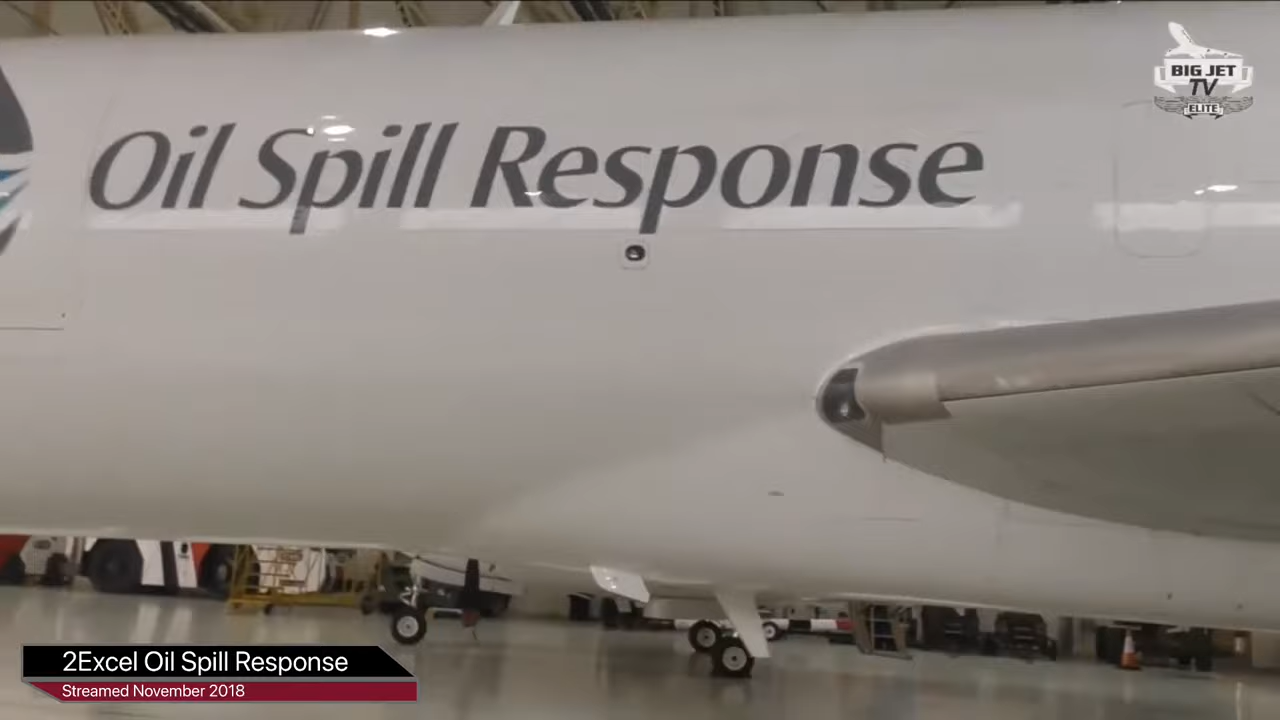 Oil Spill Response
BIG JET
TV
ELITE
2Excel Oil Spill Response
Streamed November 2018